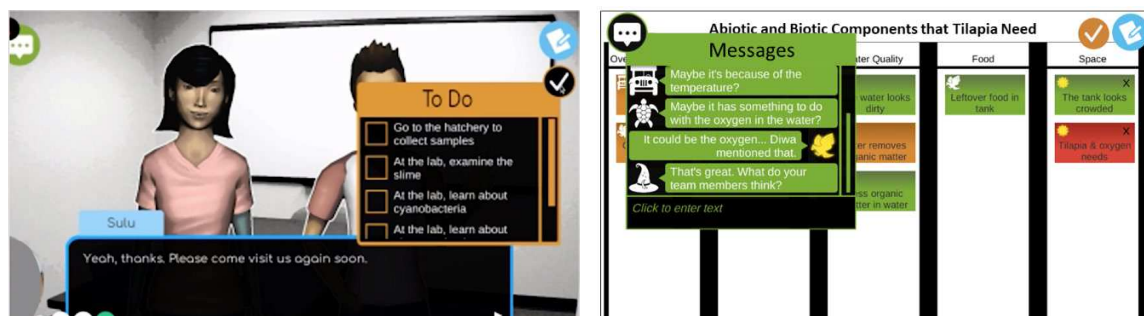 To Do
Go to the hatchery to
collect samples
At the lab, examine the
slime
At the lab, learn about
cyanobacteria
At the lab, learn about
Sulu
Yeah, thanks. Please come visit us again soon.
Abiotic and Biotic Components that Tilapia Need
Messages
Maybe it's because of the
temperature?
Maybe it has something to do
with the oxygen in the water?
It could be the oxygen... Diwa
mentioned that.
That's great. What do your
team members think?
Click to enter text
Quality
water looks
dirty
removes
matter
organic
in water
Food
Leftover food in
tank
Space
X
The tank looks
crowded
X
Tilapia & oxygen
needs